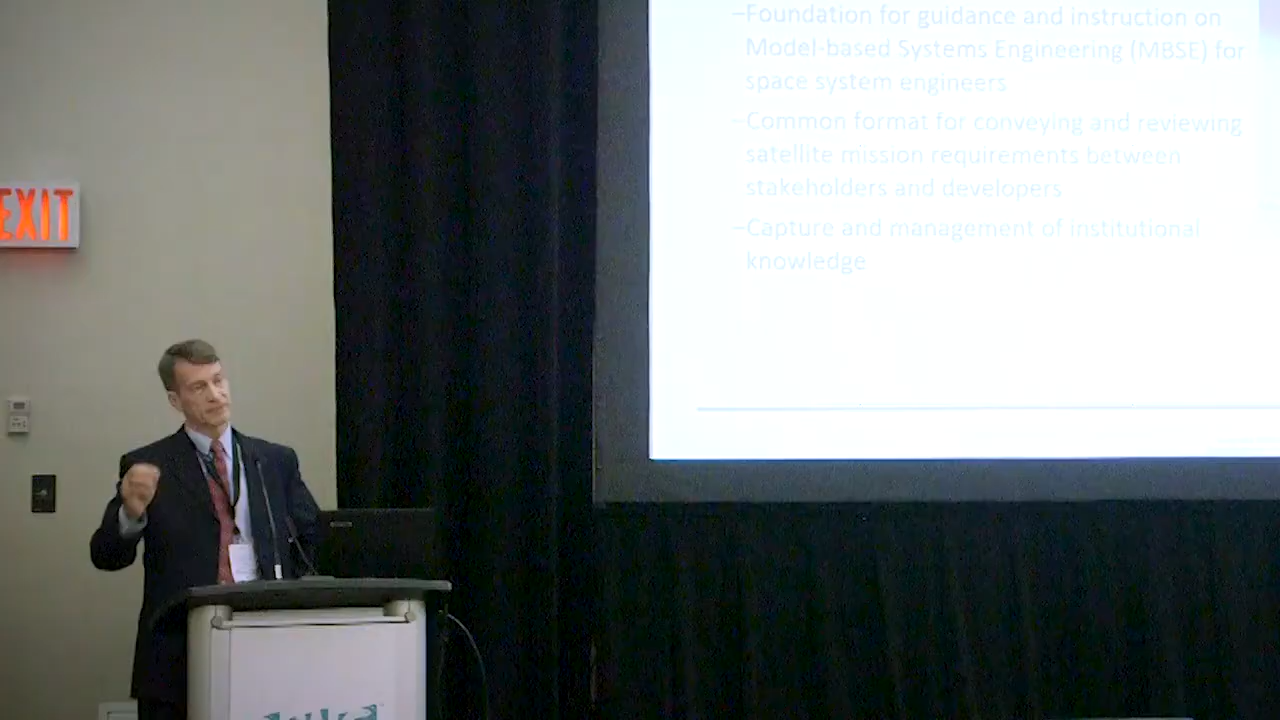 –Foundation for guidance and instruction on
Model-based Systems Engineering (MBSE) for
space system engineers
–Common format for conveying and reviewing
satellite mission requirements between
stakeholders and developers
–Capture and management of institutional
knowledge
EXIT